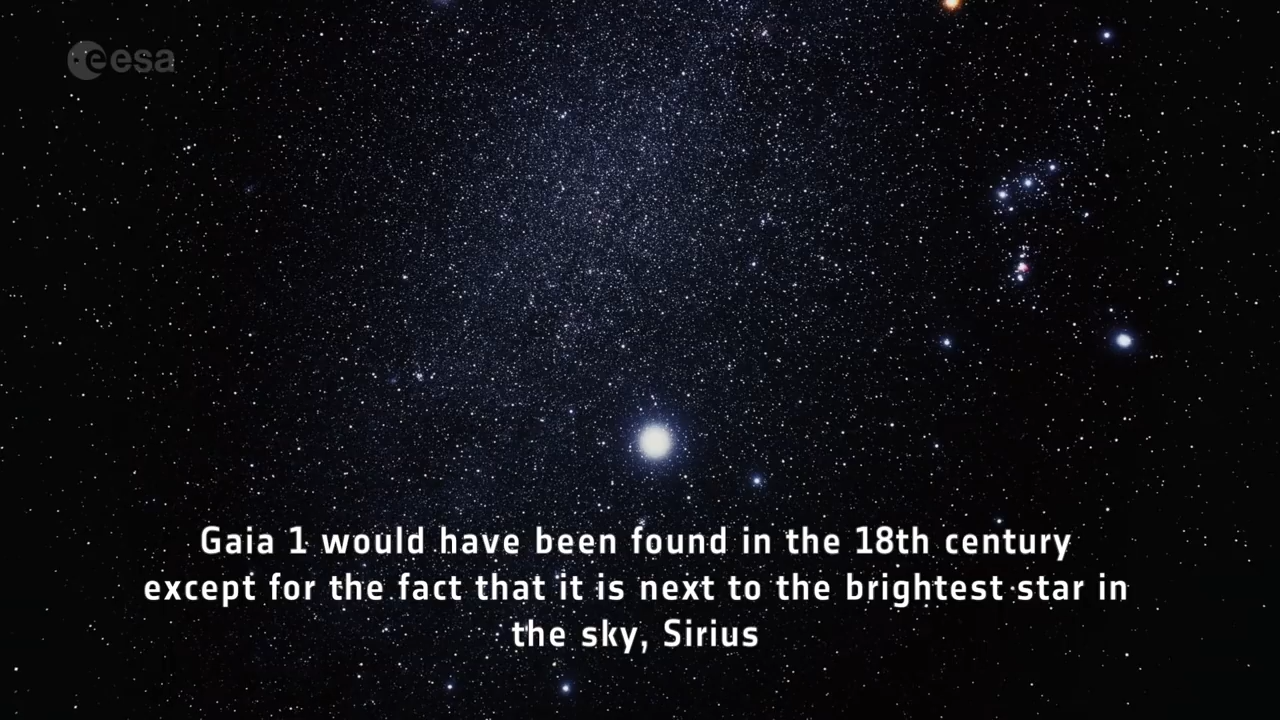 esa
Gaia 1 would have been found in the 18th century
except for the fact that it is next to the brightest star in
the sky, Sirius